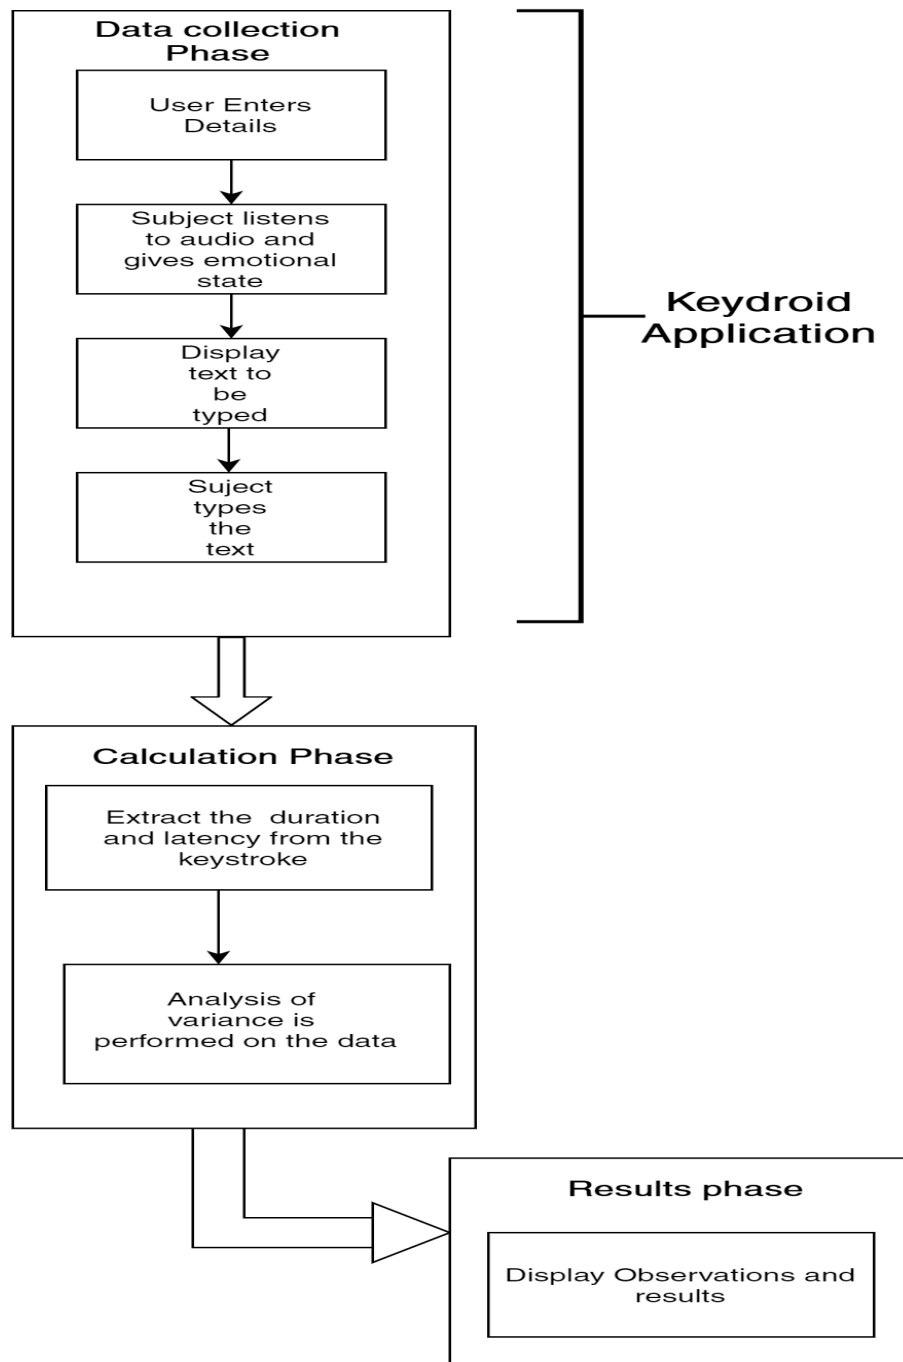 Data collection
Phase
User Enters
Details
Subject listens
to audio and
gives emotional
state
Display
text to
be
typed
Suject
types
the
text
Keydroid
Application
Calculation Phase
Extract the duration
and latency from the
keystroke
Analysis of
variance is
performed on the data
Results phase
Display Observations and
results